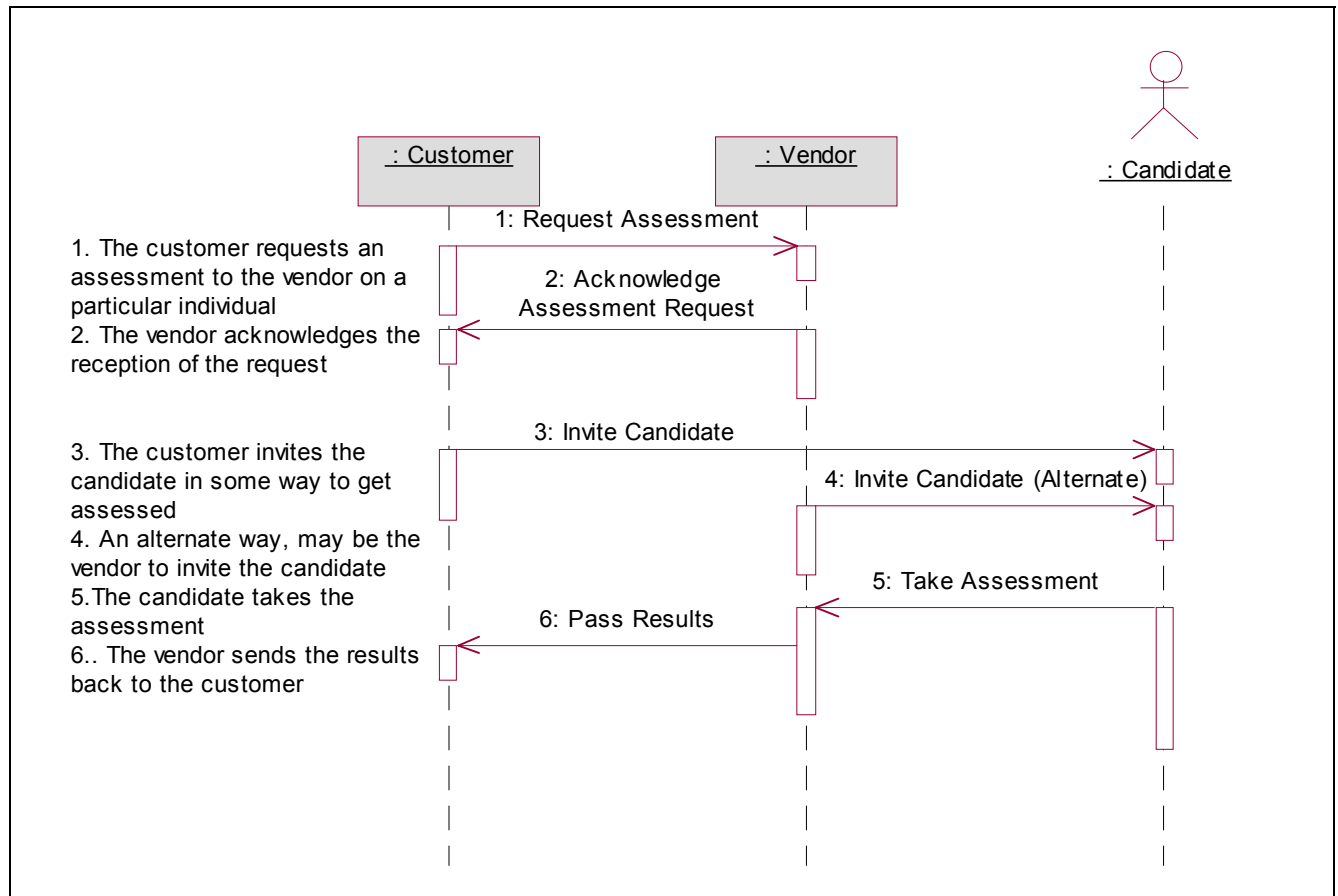 : Customer
: Vendor
: Candidate
1: Request Assessment
1. The customer requests an
assessment to the vendor on a
particular individual
2: Acknowledge
Assessment Request
2. The vendor acknowledges the
reception of the request
3: Invite Candidate
3. The customer invites the
candidate in some way to get
assessed
4: Invite Candidate (Alternate)
4. An alternate way, may be the
vendor to invite the candidate
5: Take Assessment
5.The candidate takes the
assessment
6: Pass Results
6.. The vendor sends the results
back to the customer